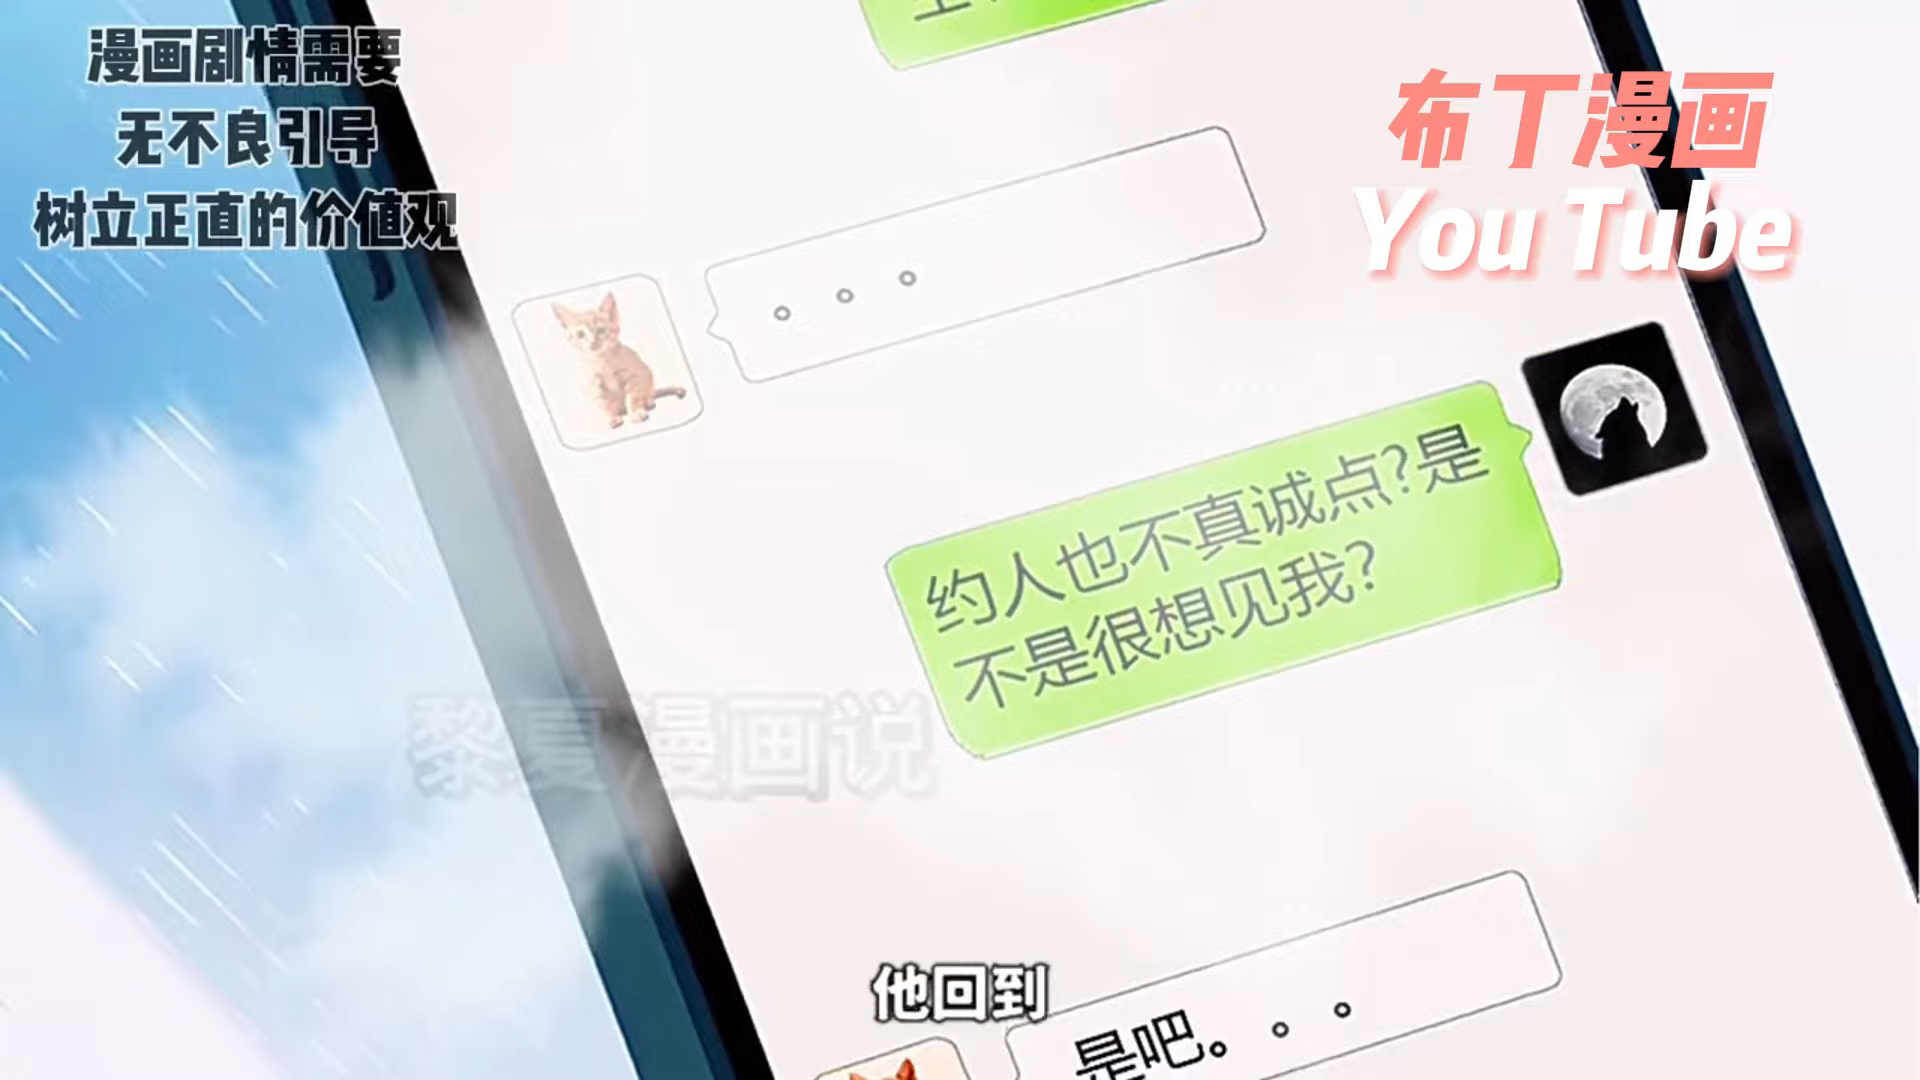 漫画剧情需要
无不良引导
树立正直的价值观
布丁漫画
You Tube
。。。
约人也不真诚点?是
不是很想见我?
黎夏漫画说
他回到
是吧。。。